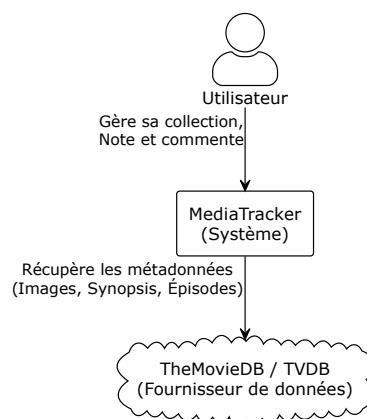 Utilisateur
Gère sa collection,
Note et commente
MediaTracker
(Système)
Récupère les métadonnées
(Images, Synopsis, Épisodes)
TheMovieDB / TVDB
(Fournisseur de données)